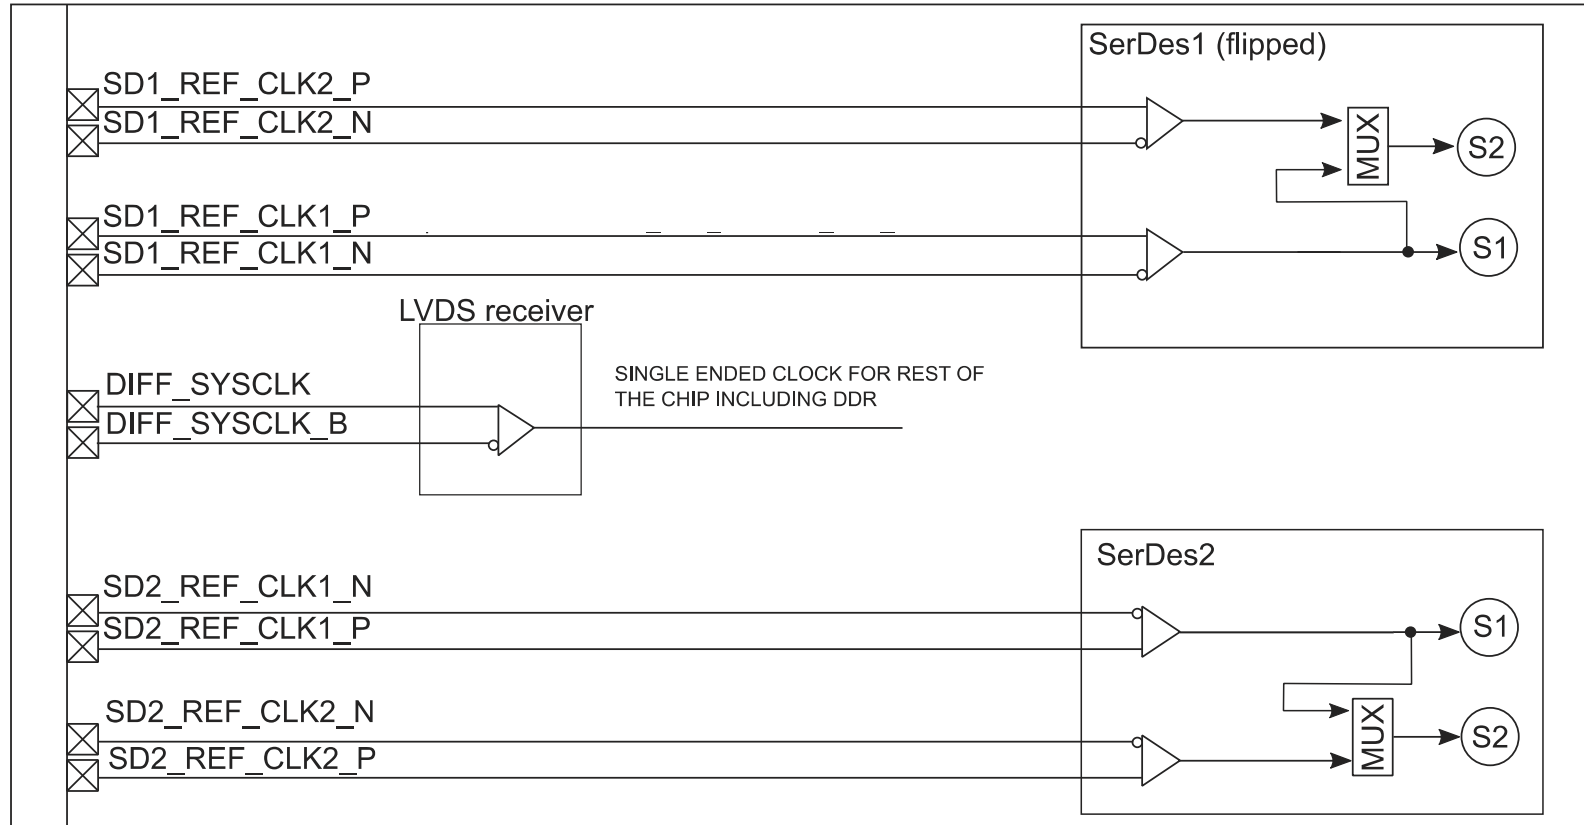 SerDes1 (flipped)
SD1_REF_CLK2_P
SD1_REF_CLK2_N
MUX
S2
SD1_REF_CLK1_P
SD1_REF_CLK1_N
S1
LVDS receiver
DIFF_SYSCLK
DIFF_SYSCLK_B
SINGLE ENDED CLOCK FOR REST OF
THE CHIP INCLUDING DDR
SerDes2
SD2_REF_CLK1_N
SD2_REF_CLK1_P
S1
SD2_REF_CLK2_N
SD2_REF_CLK2_P
MUX
S2